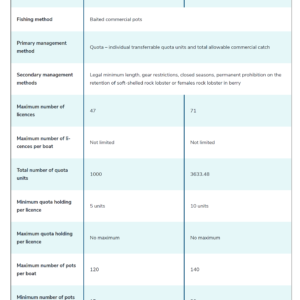 Fishing method
Baited commercial pots
Primary management
method
Quota – individual transferrable quota units and total allowable commercial catch
Secondary management
methods
Legal minimum length, gear restrictions, closed seasons, permanent prohibition on the
retention of soft-shelled rock lobster or females rock lobster in berry
Maximum number of
licences
47
71
Maximum number of li-
cences per boat
Not limited
Not limited
Total number of quota
units
1000
3633.48
Minimum quota holding
per licence
5 units
10 units
Maximum quota holding
per licence
No maximum
No maximum
Maximum number of pots
per boat
120
140
Minimum number of pots